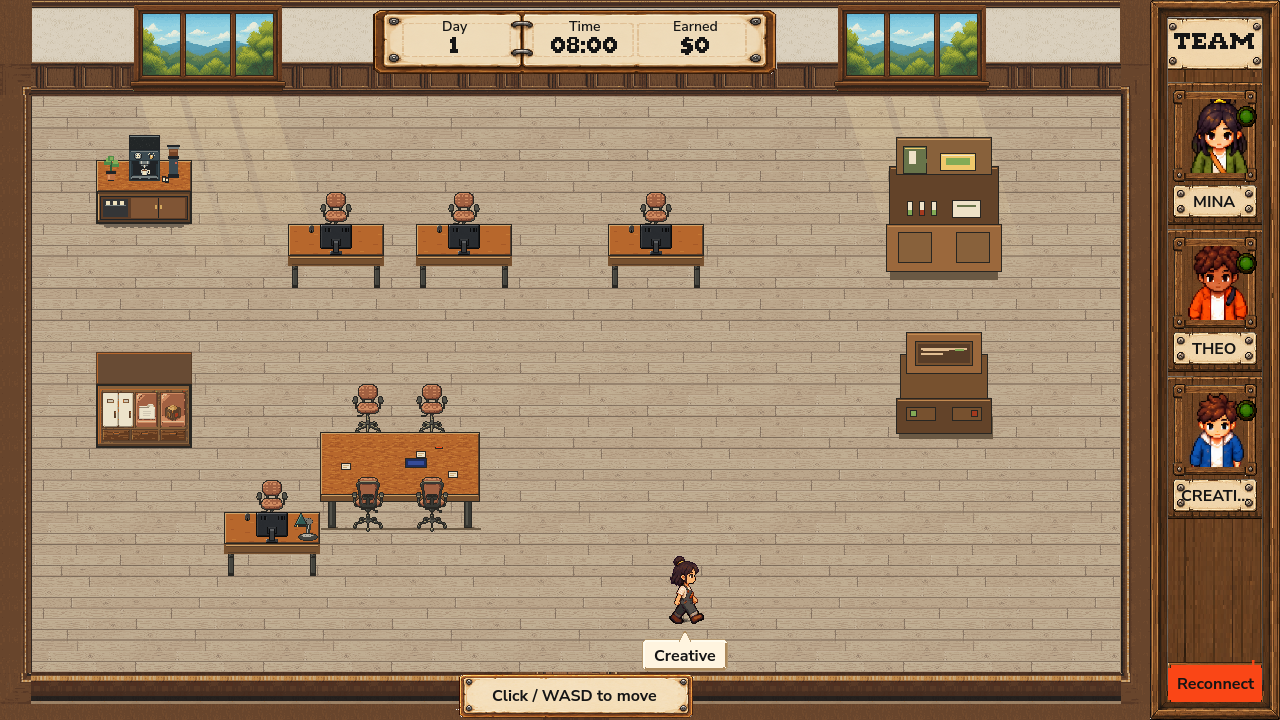 Day
1
Time
08:00
Earned
$0
TEAM
MINA
THEO
CREATI...
Creative
Click / WASD to move
Reconnect